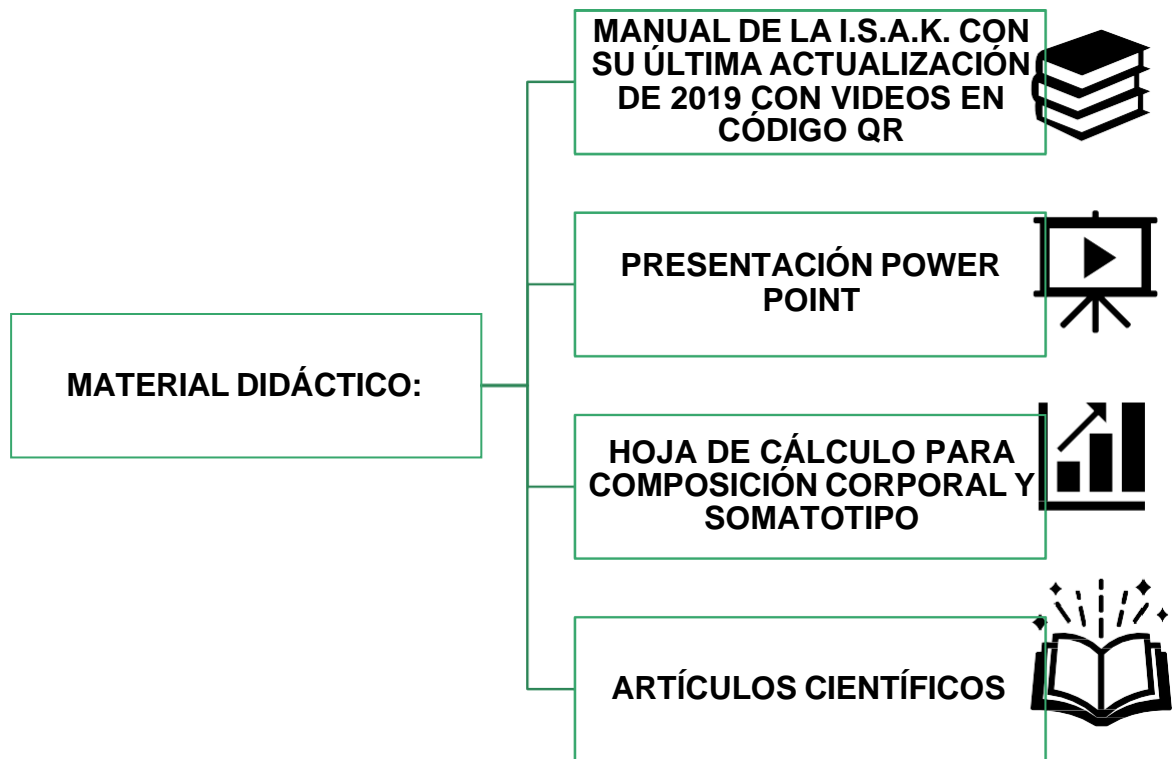 MANUAL DE LA I.S.A.K. CON
SU ÚLTIMA ACTUALIZACIÓN
DE 2019 CON VIDEOS EN
CÓDIGO QR
PRESENTACIÓN POWER
POINT
MATERIAL DIDÁCTICO:
HOJA DE CÁLCULO PARA
COMPOSICIÓN CORPORAL Y
SOMATOTIPO
ARTÍCULOS CIENTÍFICOS